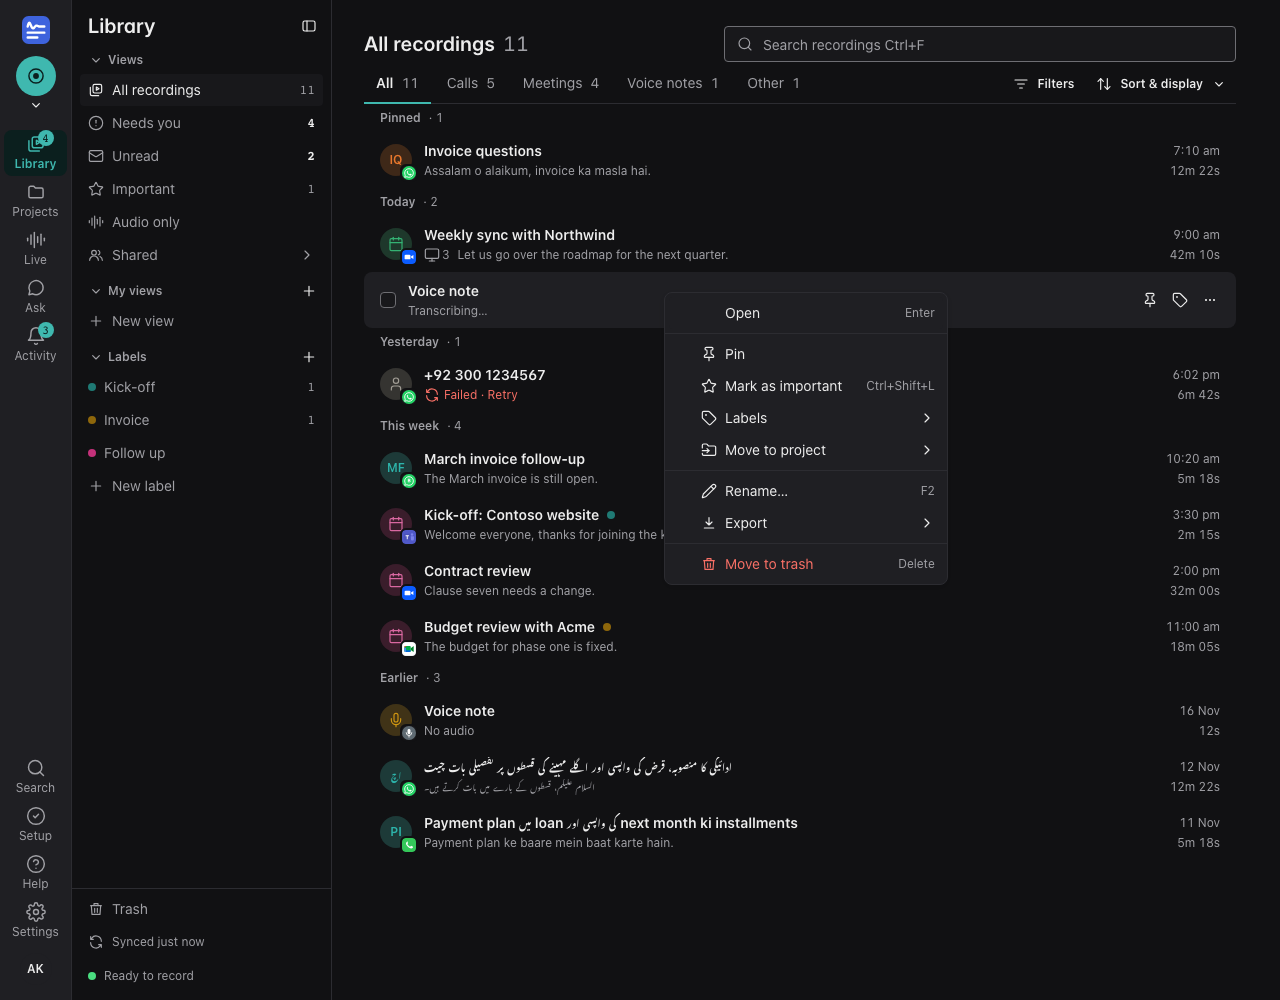 Library
Views
All recordings 11
Needs you 4
Unread 2
Important 1
Audio only
Shared
My views
New view
Labels
Kick-off 1
Invoice 1
Follow up
New label
Trash
Synced just now
Ready to record
4
Library
Projects
Live
Ask
3
Activity
Search
Setup
Help
Settings
AK
All recordings 11
Search recordings Ctrl+F
All 11 Calls 5 Meetings 4 Voice notes 1 Other 1
Filters Sort & display
Pinned · 1
IQ Invoice questions 7:10 am
Assalam o alaikum, invoice ka masla hai. 12m 22s
Today · 2
Weekly sync with Northwind 9:00 am
3 Let us go over the roadmap for the next quarter. 42m 10s
Voice note
Transcribing...
Yesterday · 1
+92 300 1234567 6:02 pm
Failed · Retry 6m 42s
This week · 4
MF March invoice follow-up 10:20 am
The March invoice is still open. 5m 18s
Kick-off: Contoso website 3:30 pm
Welcome everyone, thanks for joining the 2m 15s
Contract review 2:00 pm
Clause seven needs a change. 32m 00s
Budget review with Acme 11:00 am
The budget for phase one is fixed. 18m 05s
Earlier · 3
Voice note 16 Nov
No audio 12s
اج ادائیگی کا منصوبہ، قرض کی واپسی اور اگلے مہینے کی قسطوں پر تفصیلی بات چیت 12 Nov
السلام علیکم، قسطوں کے بارے میں بات کرتے ہیں۔ 12m 22s
PI Payment plan میں loan کی واپسی اور next month ki installments 11 Nov
Payment plan ke baare mein baat karte hain. 5m 18s
Open Enter
Pin
Mark as important Ctrl+Shift+L
Labels
Move to project
Rename... F2
Export
Move to trash Delete